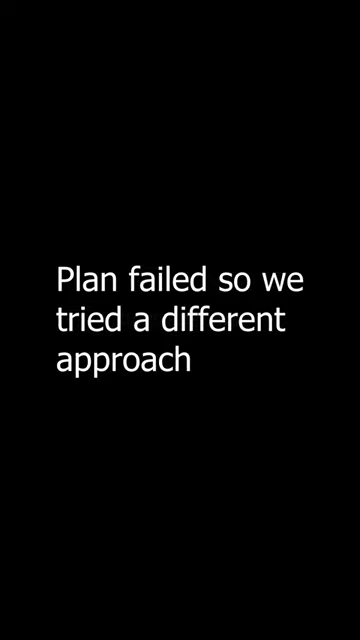 Plan failed so we
tried a different
approach